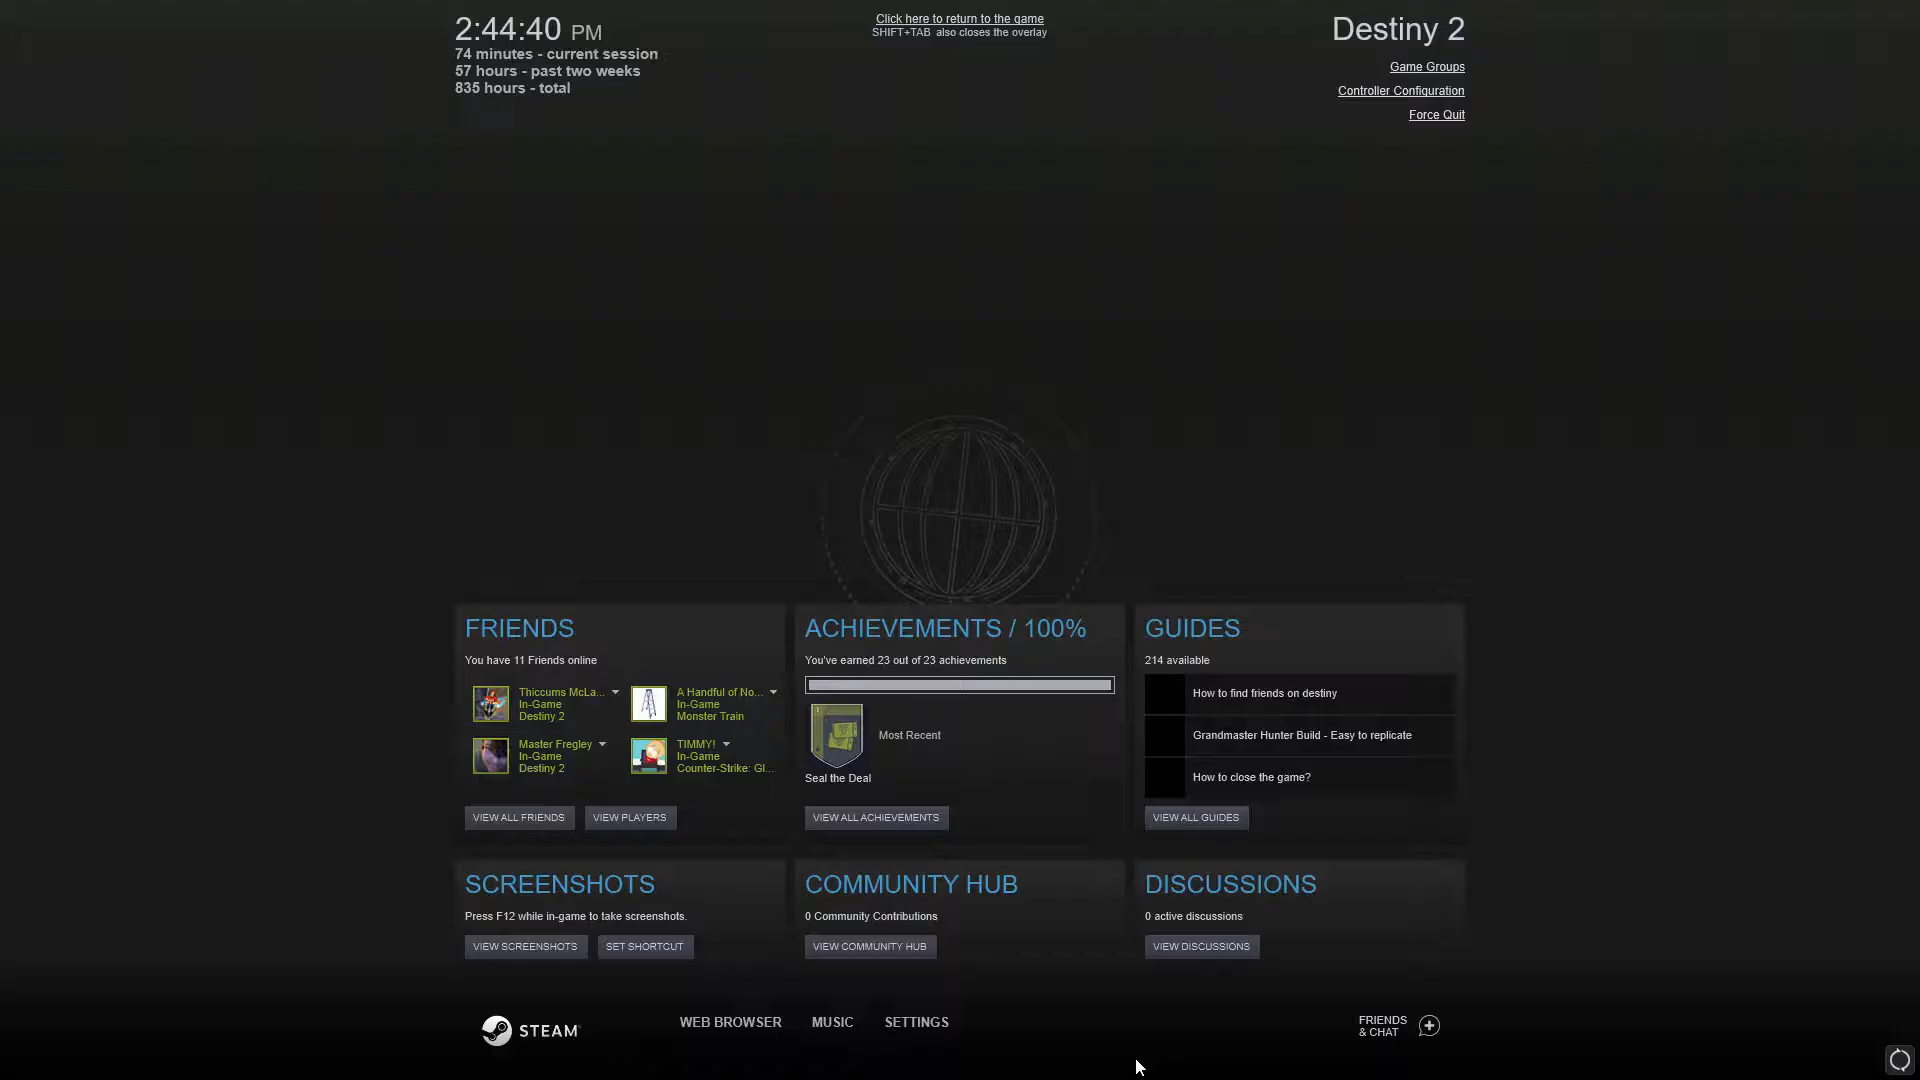 2:44:40 PM
74 minutes - current session
57 hours - past two weeks
835 hours - total
Click here to return to the game
SHIFT+TAB also closes the overlay
Destiny 2
Game Groups
Controller Configuration
Force Quit
FRIENDS
You have 11 Friends online
Thiccums McLa...
In-Game
Destiny 2
A Handful of No...
In-Game
Monster Train
Master Fregley
In-Game
Destiny 2
TIMMY!
In-Game
Counter-Strike: Gl...
VIEW ALL FRIENDS
VIEW PLAYERS
ACHIEVEMENTS / 100%
You've earned 23 out of 23 achievements
Most Recent
Seal the Deal
VIEW ALL ACHIEVEMENTS
GUIDES
214 available
How to find friends on destiny
Grandmaster Hunter Build - Easy to replicate
How to close the game?
VIEW ALL GUIDES
SCREENSHOTS
Press F12 while in-game to take screenshots.
VIEW SCREENSHOTS
SET SHORTCUT
COMMUNITY HUB
0 Community Contributions
VIEW COMMUNITY HUB
DISCUSSIONS
0 active discussions
VIEW DISCUSSIONS
STEAM
WEB BROWSER
MUSIC
SETTINGS
FRIENDS
& CHAT